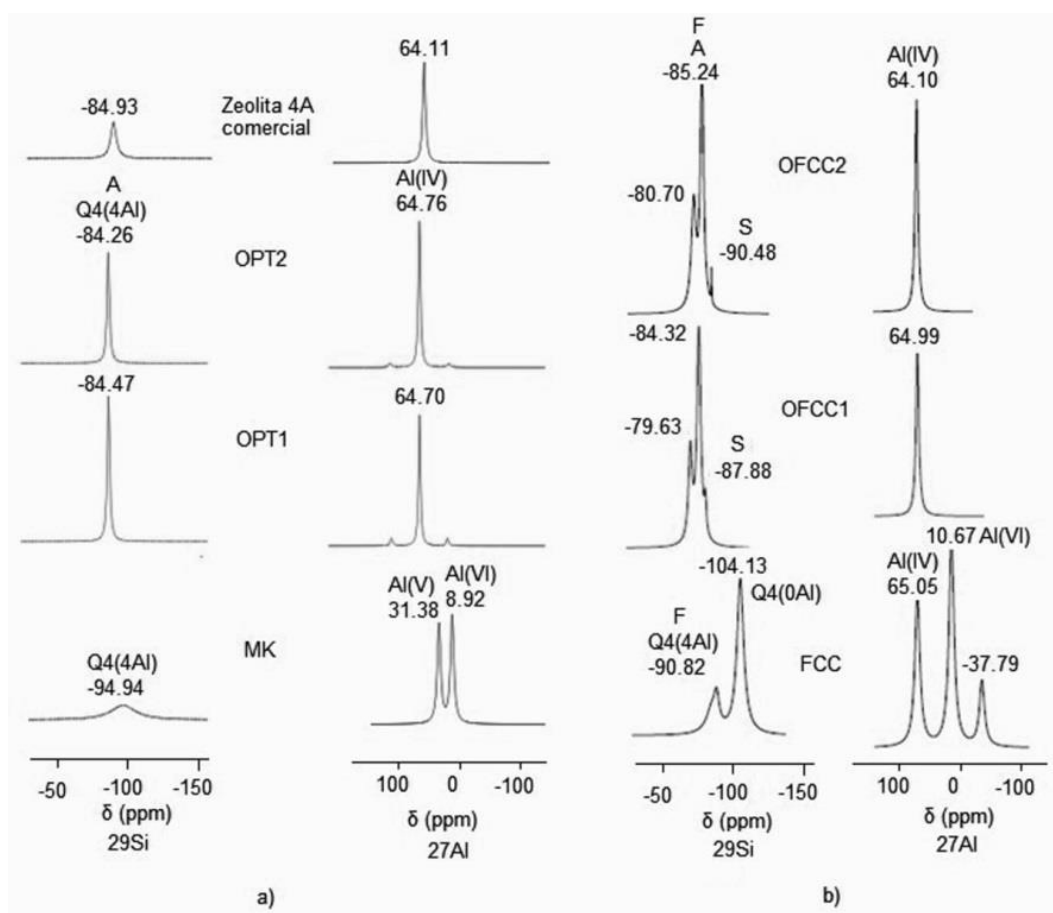 -84.93
Zeolita 4A
comercial
64.11
A
Q4(4Al)
-84.26
OPT2
Al(IV)
64.76
-84.47
OPT1
64.70
Q4(4Al)
-94.94
MK
Al(V)
31.38
Al(VI)
8.92
-50 -100 -150
δ (ppm)
29Si
100 0 -100
δ (ppm)
27Al
a)
F
A
-85.24
-80.70
S
-90.48
OFCC2
Al(IV)
64.10
-84.32
-79.63
S
-87.88
OFCC1
64.99
-104.13
Q4(0Al)
F
Q4(4Al)
-90.82
FCC
Al(IV)
65.05
10.67 Al(VI)
-37.79
-50 -100 -150
δ (ppm)
29Si
100 0 -100
δ (ppm)
27Al
b)